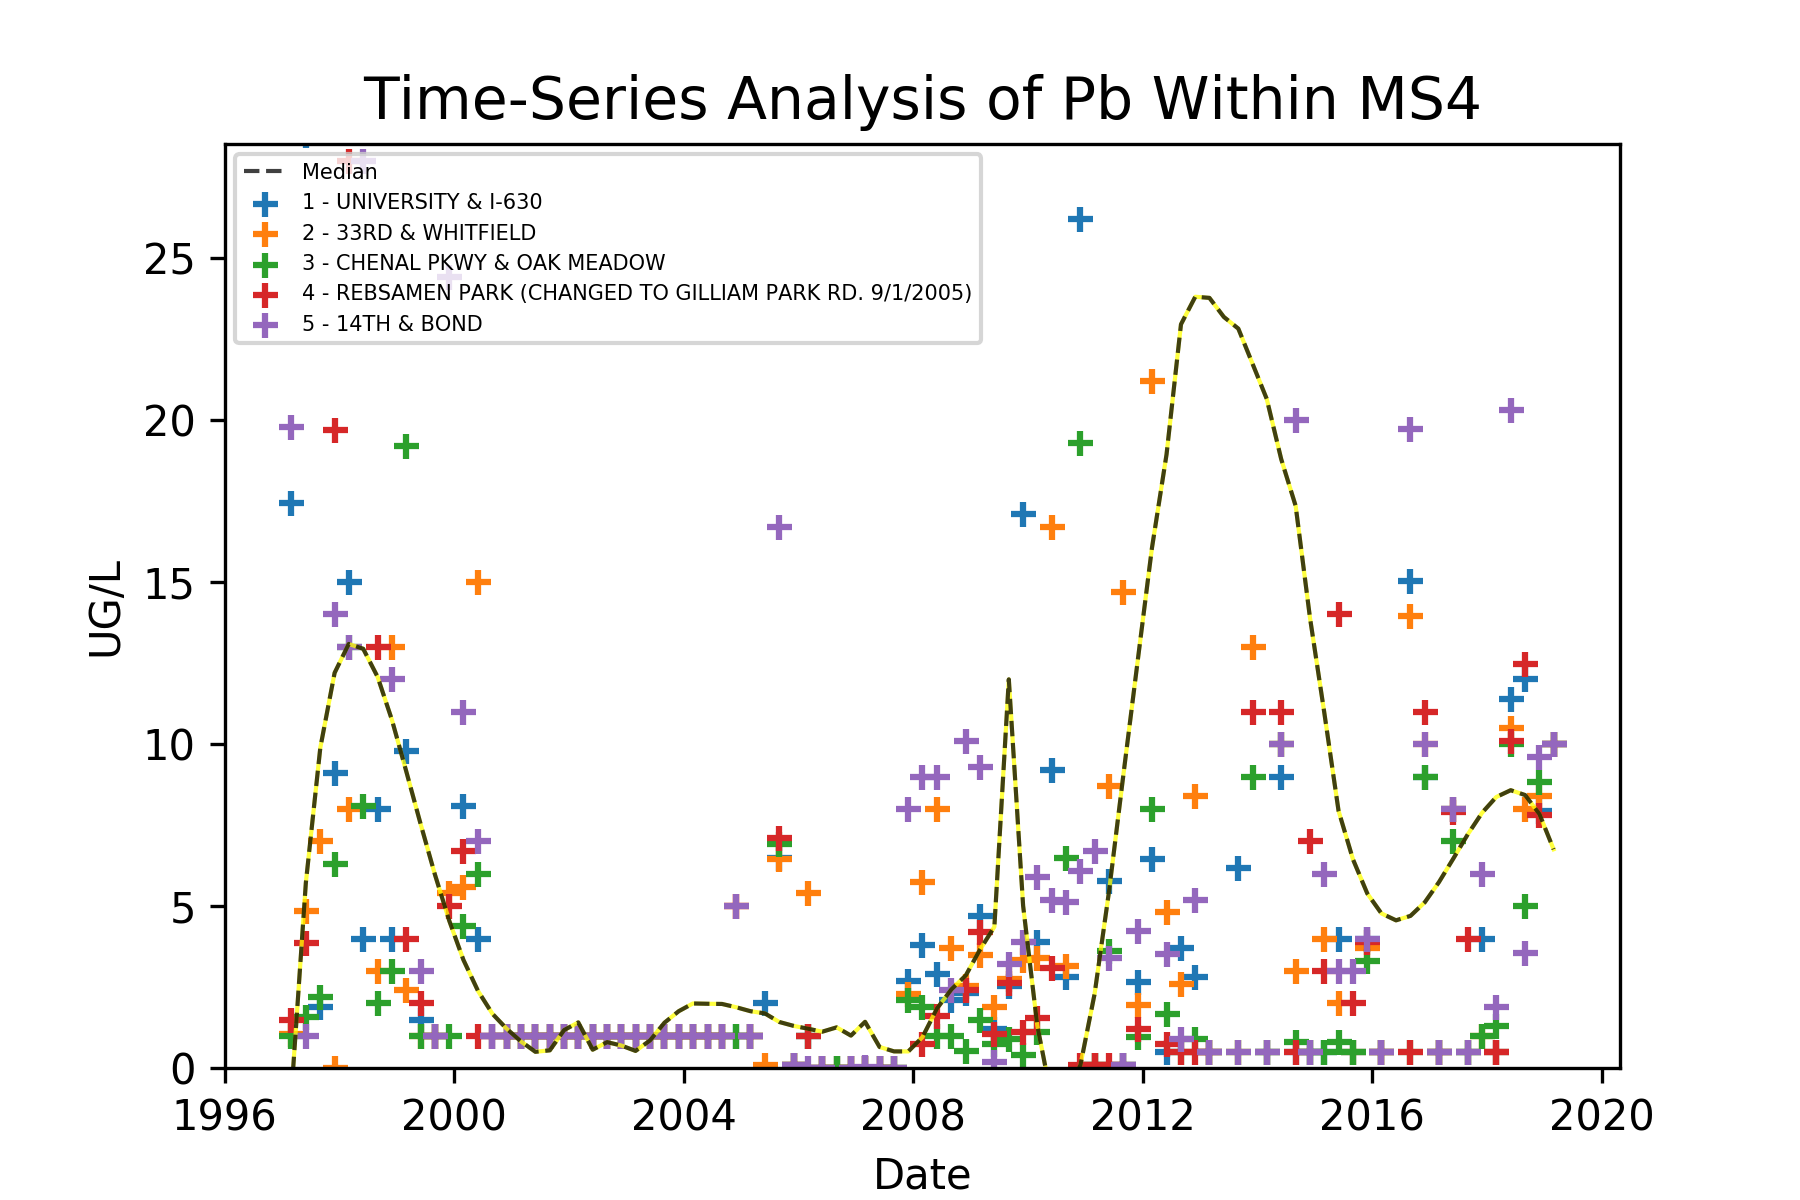 Time-Series Analysis of Pb Within MS4
Median
1 - UNIVERSITY & I-630
2 - 33RD & WHITFIELD
3 - CHENAL PKWY & OAK MEADOW
4 - REBSAMEN PARK (CHANGED TO GILLIAM PARK RD. 9/1/2005)
5 - 14TH & BOND
25
20
15
10
5
0
UG/L
1996 2000 2004 2008 2012 2016 2020
Date